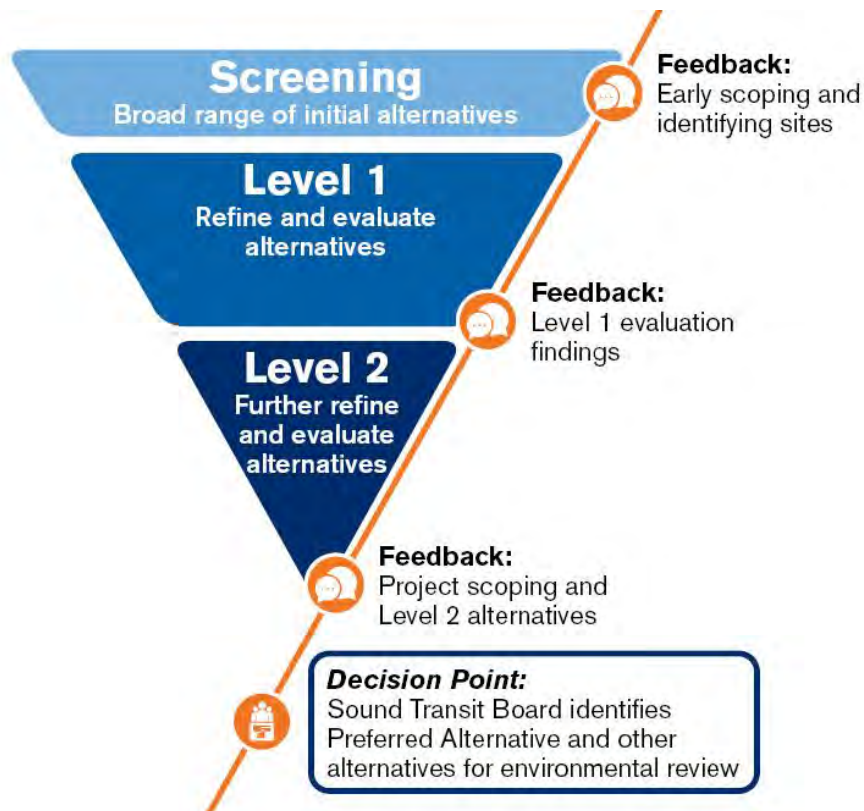 Screening
Broad range of initial alternatives
Feedback:
Early scoping and
identifying sites
Level 1
Refine and evaluate
alternatives
Feedback:
Level 1 evaluation
findings
Level 2
Further refine
and evaluate
alternatives
Feedback:
Project scoping and
Level 2 alternatives
Decision Point:
Sound Transit Board identifies
Preferred Alternative and other
alternatives for environmental review